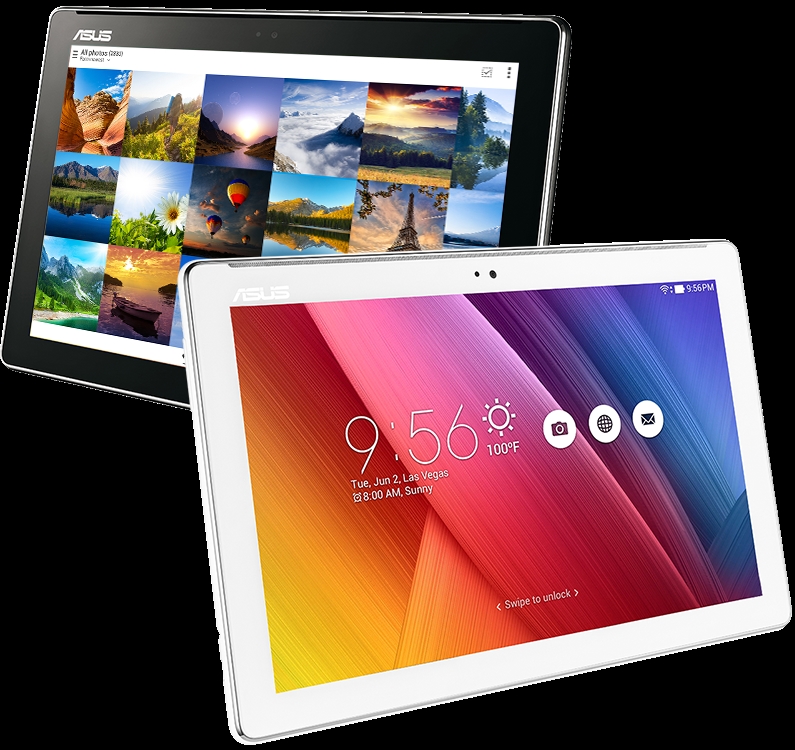 ASUS
All photos
ASUS
9:56PM
9:56
100°F
Tue, Jun 2, Las Vegas
8:00 AM, Sunny
‹ Swipe to unlock ›